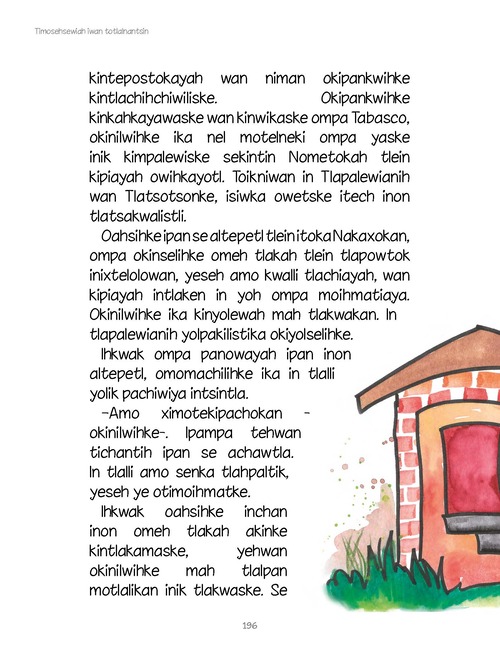 Timosehsewiah iwan totlalnantsin
kintepostokayah wan niman okipankwihke
kintlachihchiwiliske. Okipankwihke
kinkahkayawaske wan kinwikaske ompa Tabasco,
okinilwihke ika nel motelneki ompa yaske
inik kimpalewiske sekintin Nometokah tlein
kipiayah owihkayotl. Toikniwan in Tlapalewianih
wan Tlatsotsonke, isiwka owetske itech inon
tlatsakwalistli.
Oahsihke ipan se altepetl tlein itoka Nakaxokan,
ompa okinselihke omeh tlakah tlein tlapowtok
inixtelolowan, yeseh amo kwalli tlachiayah, wan
kipiayah intlaken in yoh ompa moihmatiaya.
Okinilwihke ika kinyolewah mah tlakwakan. In
tlapalewianih yolpakilistika okiyolselihke.
Ihkwak ompa panowayah ipan inon
altepetl, omomachilihke ika in tlalli
yolik pachiwiya intsintla.
-Amo ximotekipachokan -
okinilwihke-. Ipampa tehwan
tichantih ipan se achawtla.
In tlalli amo senka tlahpaltik,
yeseh ye otimoihmatke.
Ihkwak oahsihke inchan
inon omeh tlakah akinke
kintlakamaske, yehwan
okinilwihke mah tlalpan
motlalikan inik tlakwaske. Se
196